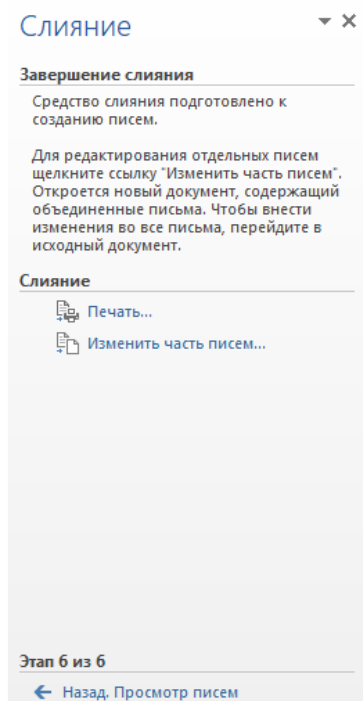 Слияние
Завершение слияния
Средство слияния подготовлено к
созданию писем.
Для редактирования отдельных писем
щелкните ссылку "Изменить часть писем".
Откроется новый документ, содержащий
объединенные письма. Чтобы внести
изменения во все письма, перейдите в
исходный документ.
Слияние
Печать...
Изменить часть писем...
Этап 6 из 6
Назад. Просмотр писем